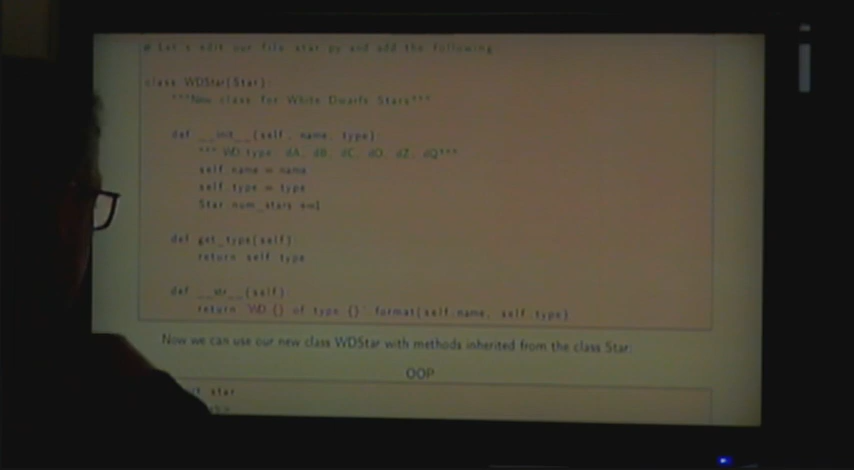 # Let's edit our file star.py and add the following
class WDStar(Star):
"""New class for White Dwarfs Stars"""
def __init__(self, name, type):
""" WD type: dA, dB, dC, dO, dZ, dQ"""
self.name = name
self.type = type
Star.num_stars +=1
def get_type(self):
return self.type
def __str__(self):
return "WD {} of type {}".format(self.name, self.type)
Now we can use our new class WDStar with methods inherited from the class Star:
OOP
star